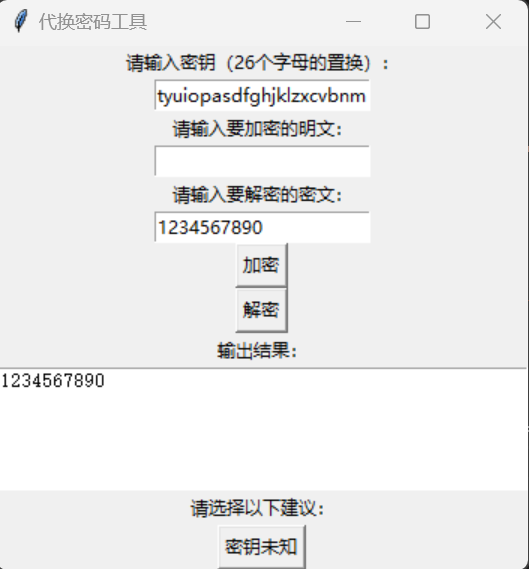 代换密码工具
请输入密钥（26个字母的置换）:
tyuiopasdfghjklzxcvbnm
请输入要加密的明文:
请输入要解密的密文:
1234567890
加密
解密
输出结果:
1234567890
请选择以下建议:
密钥未知